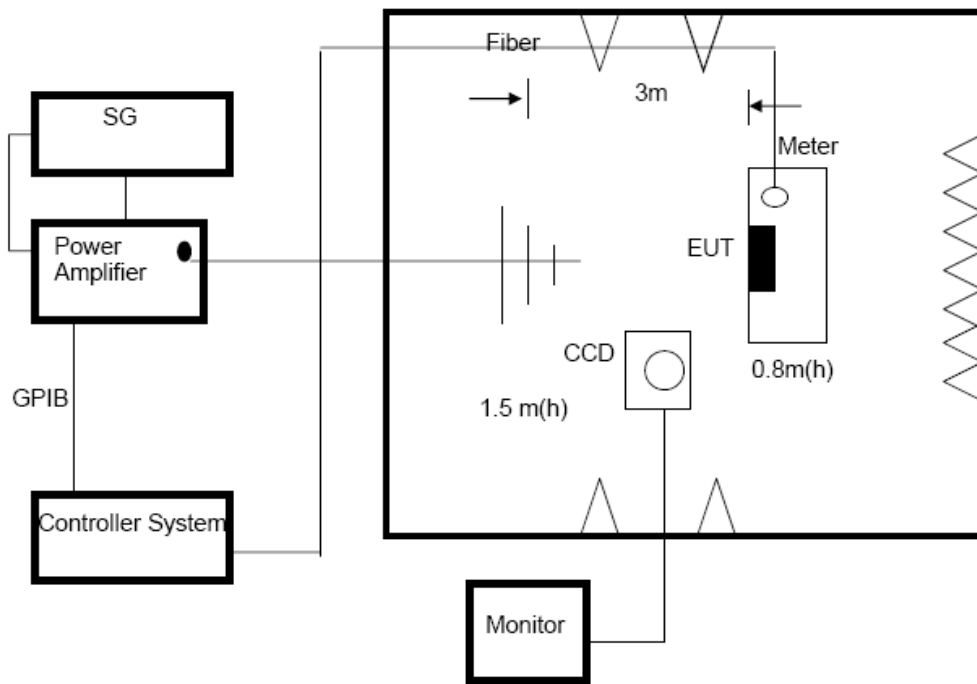 Fiber
3m
SG
Meter
Power
Amplifier
EUT
CCD
0.8m(h)
GPIB
1.5 m(h)
Controller System
Monitor